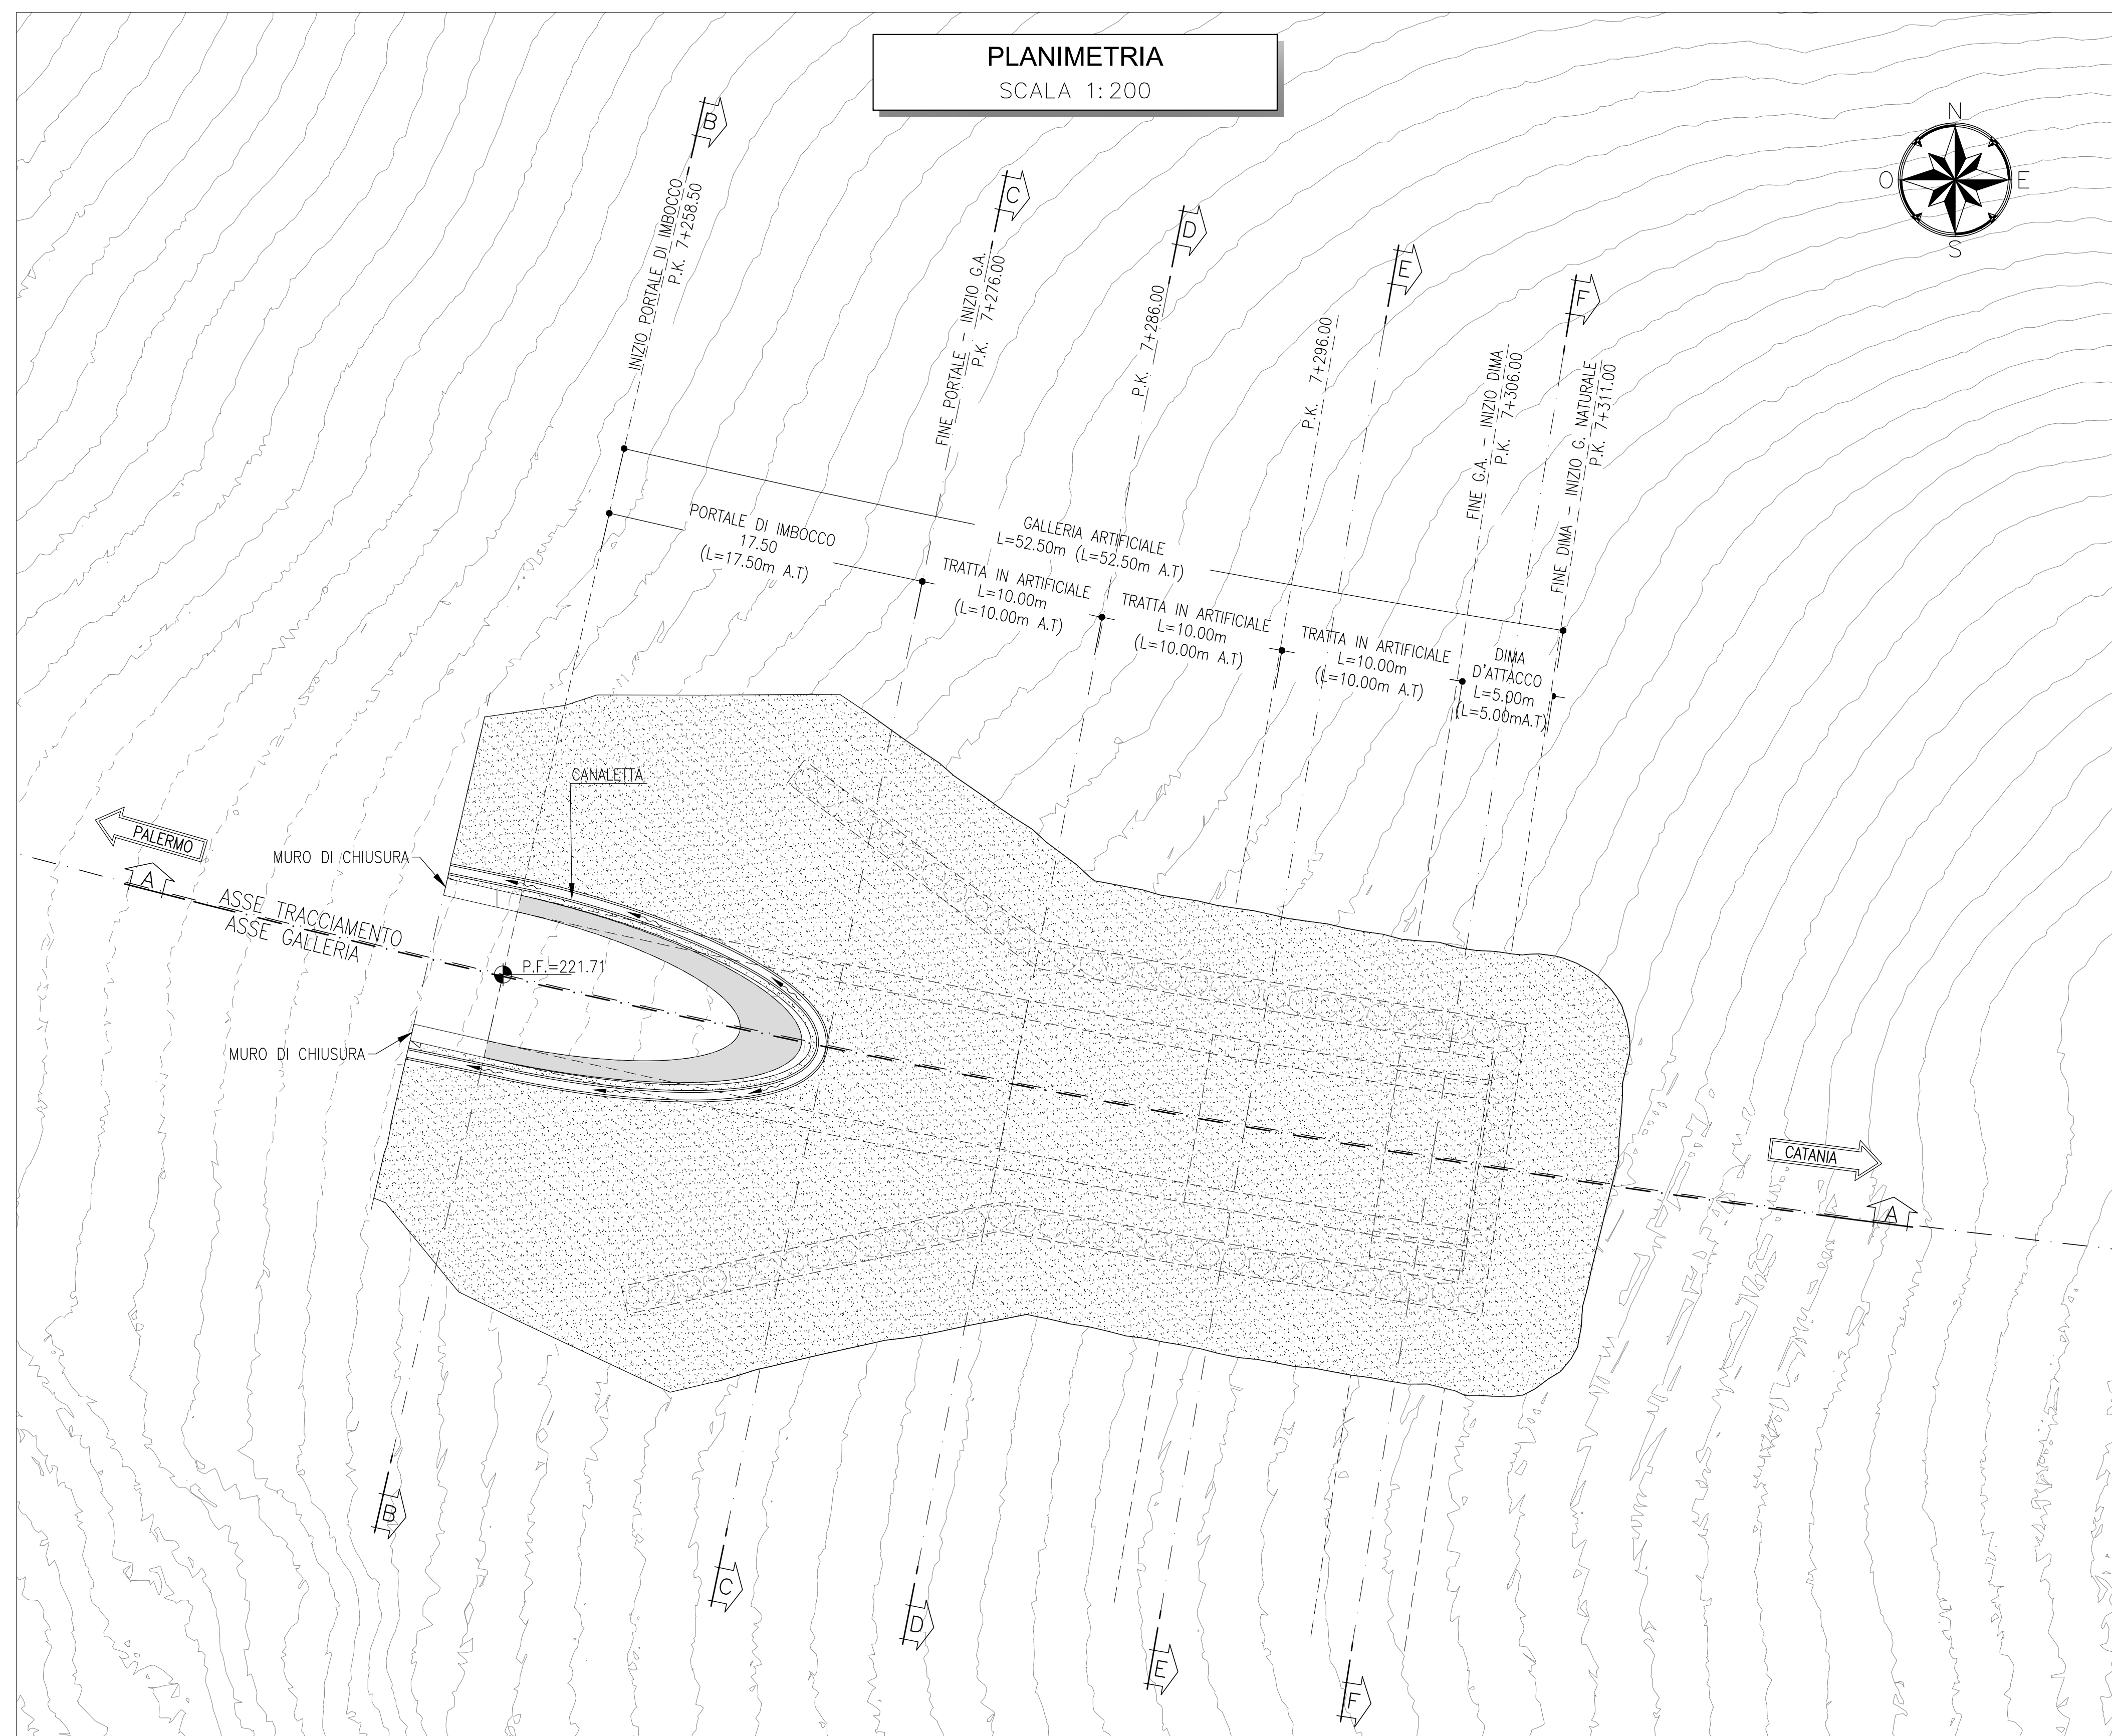 PLANIMETRIA
SCALA 1:200
N
O
E
S
B
C
D
E
F
INIZIO PORTALE DI IMBOCCO
P.K. 7+258.50
FINE PORTALE - INIZIO G.A.
P.K. 7+276.00
P.K. 7+286.00
P.K. 7+296.00
FINE G.A. - INIZIO DIMA
P.K. 7+306.00
FINE DIMA - INIZIO G. NATURALE
P.K. 7+311.00
PORTALE DI IMBOCCO
17.50
(L=17.50m A.T)
GALLERIA ARTIFICIALE
L=52.50m (L=52.50m A.T)
TRATTA IN ARTIFICIALE
L=10.00m
(L=10.00m A.T)
TRATTA IN ARTIFICIALE
L=10.00m
(L=10.00m A.T)
TRATTA IN ARTIFICIALE
L=10.00m
(L=10.00m A.T)
DIMA
D'ATTACCO
L=5.00m
(L=5.00mA.T)
CANALETTA
PALERMO
MURO DI CHIUSURA
A
ASSE TRACCIAMENTO
ASSE GALLERIA
P.F.=221.71
MURO DI CHIUSURA
CATANIA
A
B
C
D
E
F